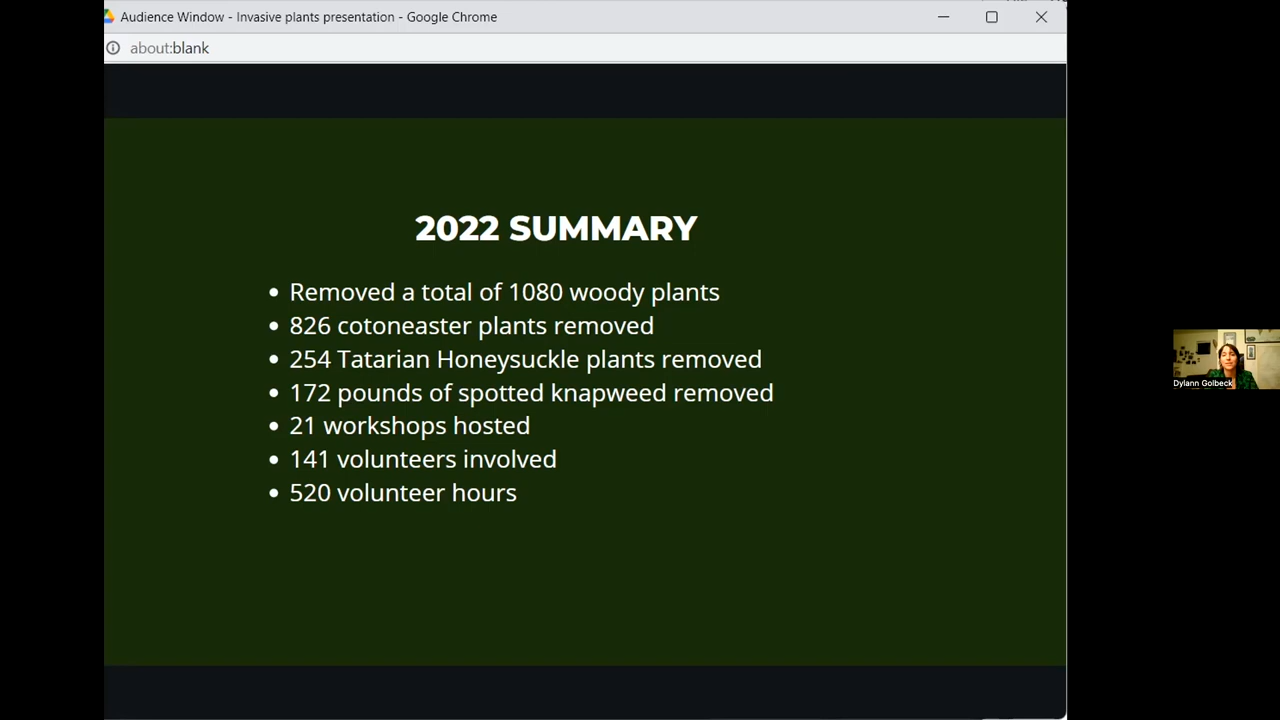 Audience Window - Invasive plants presentation - Google Chrome
about:blank
2022 SUMMARY
• Removed a total of 1080 woody plants
• 826 cotoneaster plants removed
• 254 Tatarian Honeysuckle plants removed
• 172 pounds of spotted knapweed removed
• 21 workshops hosted
• 141 volunteers involved
• 520 volunteer hours
Dylann Golbeck